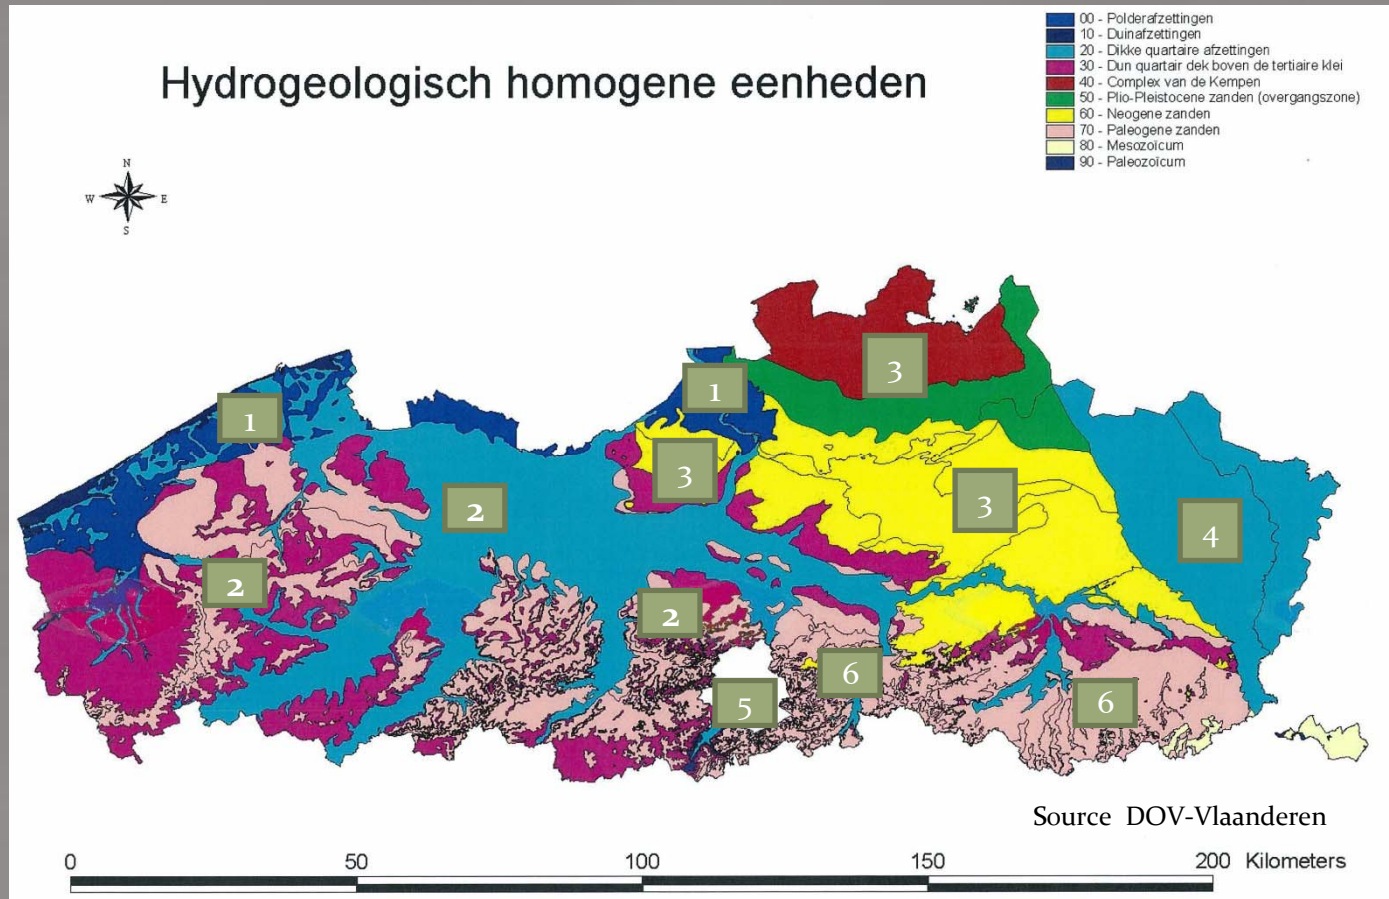 00 - Polderafzettingen
10 - Duinafzettingen
20 - Dikke quartaire afzettingen
30 - Dun quartair dek boven de tertiaire klei
40 - Complex van de Kempen
50 - Plio-Pleistocene zanden (overgangszone)
60 - Neogene zanden
70 - Paleogene zanden
80 - Mesozoïcum
90 - Paleozoïcum
Hydrogeologisch homogene eenheden
N
W E
S
3
1
1
3
2
3
4
2
2
6
5
6
Source DOV-Vlaanderen
0 50 100 150 200 Kilometers